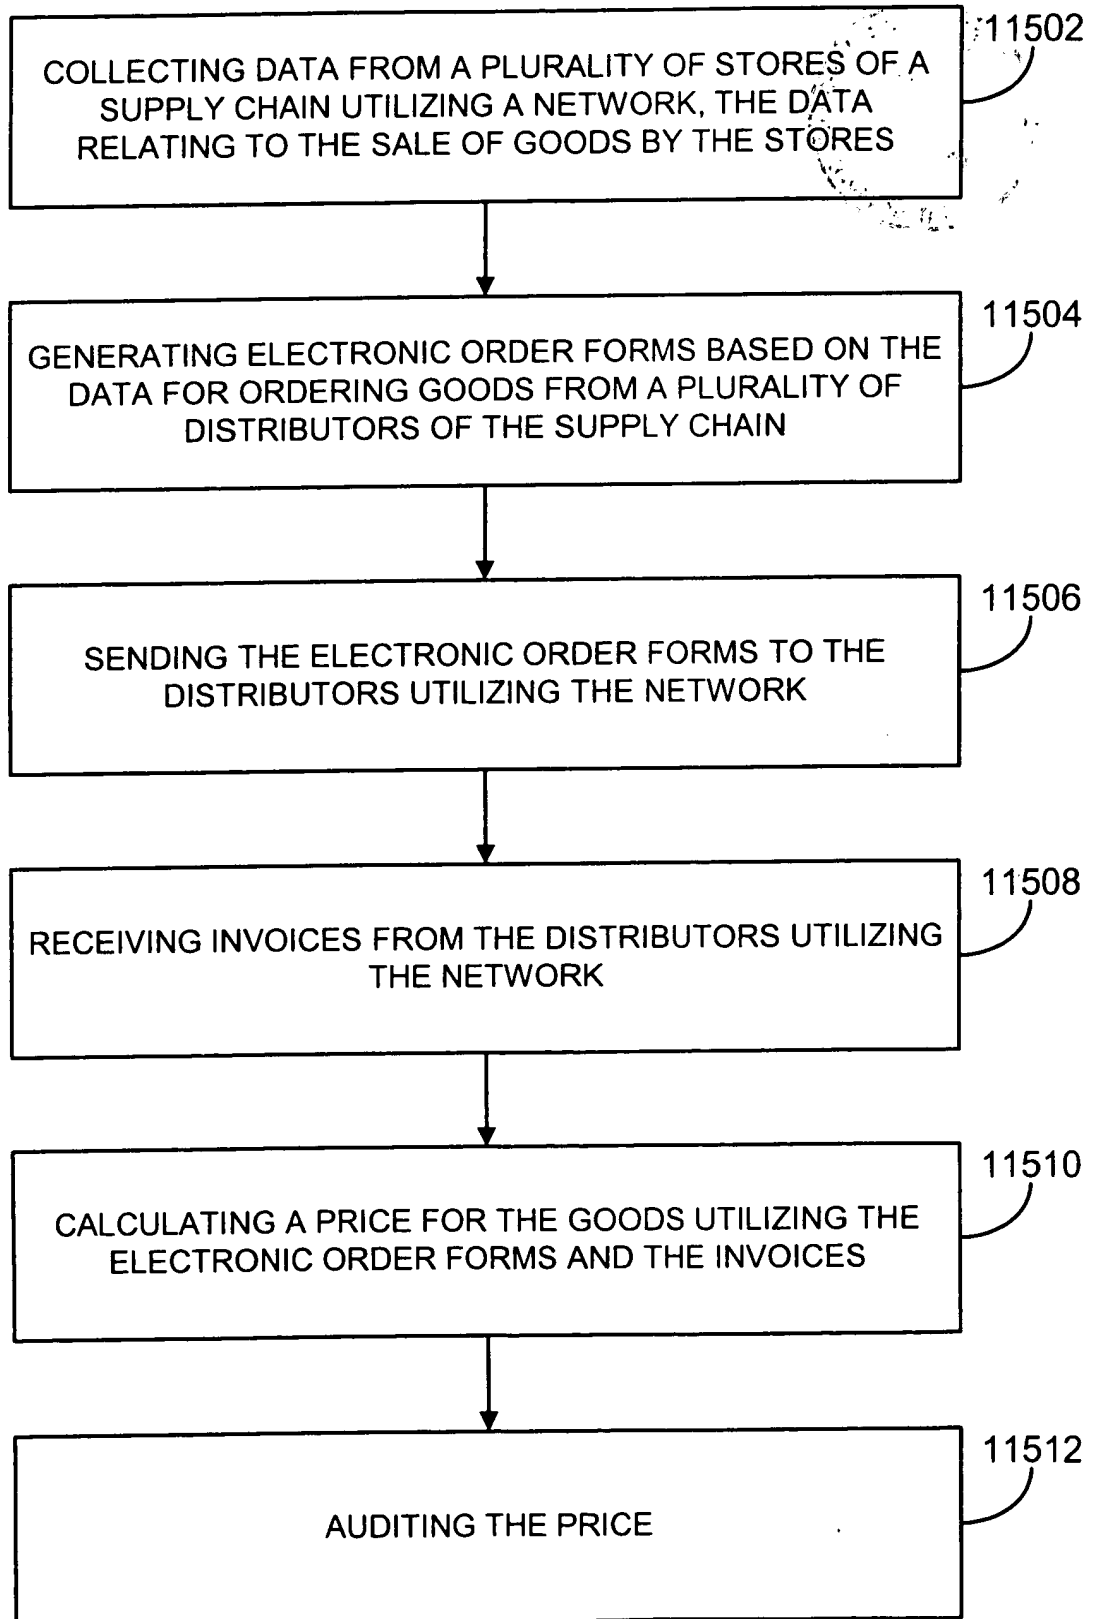 11502
COLLECTING DATA FROM A PLURALITY OF STORES OF A
SUPPLY CHAIN UTILIZING A NETWORK, THE DATA
RELATING TO THE SALE OF GOODS BY THE STORES
11504
GENERATING ELECTRONIC ORDER FORMS BASED ON THE
DATA FOR ORDERING GOODS FROM A PLURALITY OF
DISTRIBUTORS OF THE SUPPLY CHAIN
11506
SENDING THE ELECTRONIC ORDER FORMS TO THE
DISTRIBUTORS UTILIZING THE NETWORK
11508
RECEIVING INVOICES FROM THE DISTRIBUTORS UTILIZING
THE NETWORK
11510
CALCULATING A PRICE FOR THE GOODS UTILIZING THE
ELECTRONIC ORDER FORMS AND THE INVOICES
11512
AUDITING THE PRICE